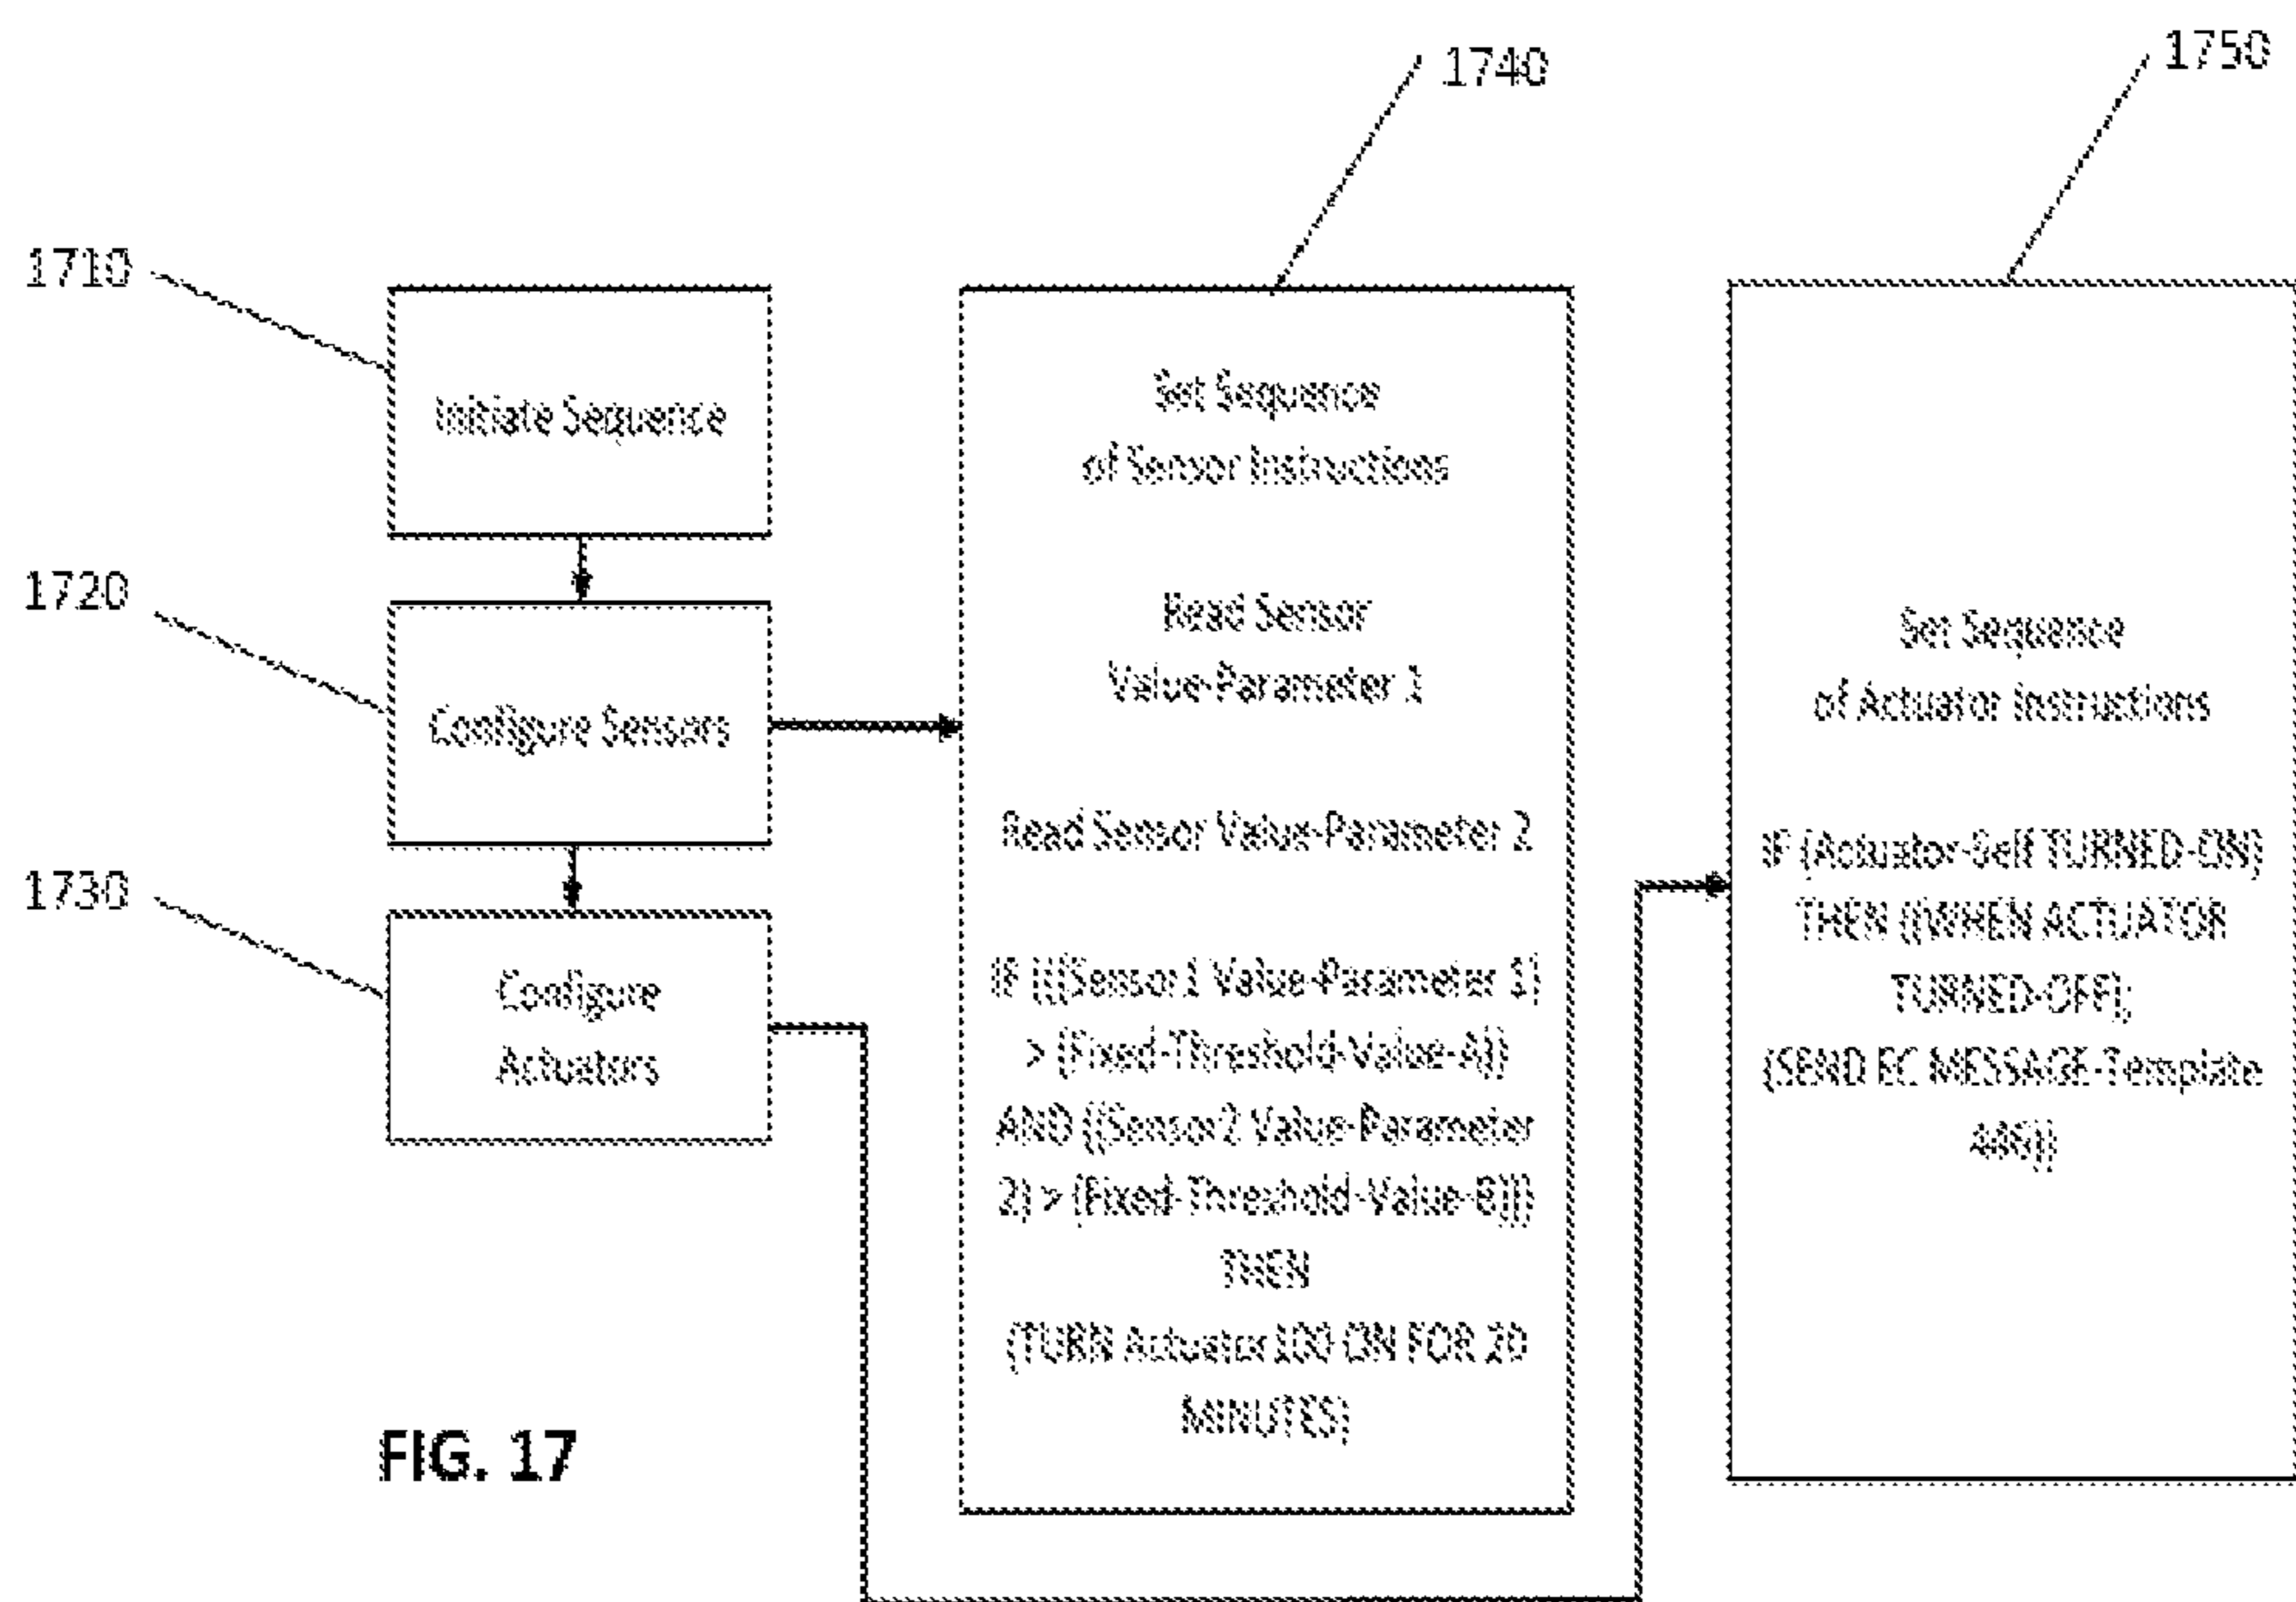 1740
1750
1710
Initiate Sequence
1720
Configure Sensors
1730
Configure
Actuators
Set Sequence
of Sensor Instructions
Read Sensor
Value-Parameter 1
Read Sensor Value-Parameter 2
IF (((Sensor1 Value-Parameter 1)
> (Fixed-Threshold-Value-A))
AND ((Sensor2 Value-Parameter
2) > (Fixed-Threshold-Value-B)))
THEN
(TURN Actuator 100 ON FOR 20
MINUTES)
Set Sequence
of Actuator Instructions
IF (Actuator-Self TURNED-ON)
THEN ((WHEN ACTUATOR
TURNED-OFF);
(SEND EC MESSAGE-Template
FIG. 17